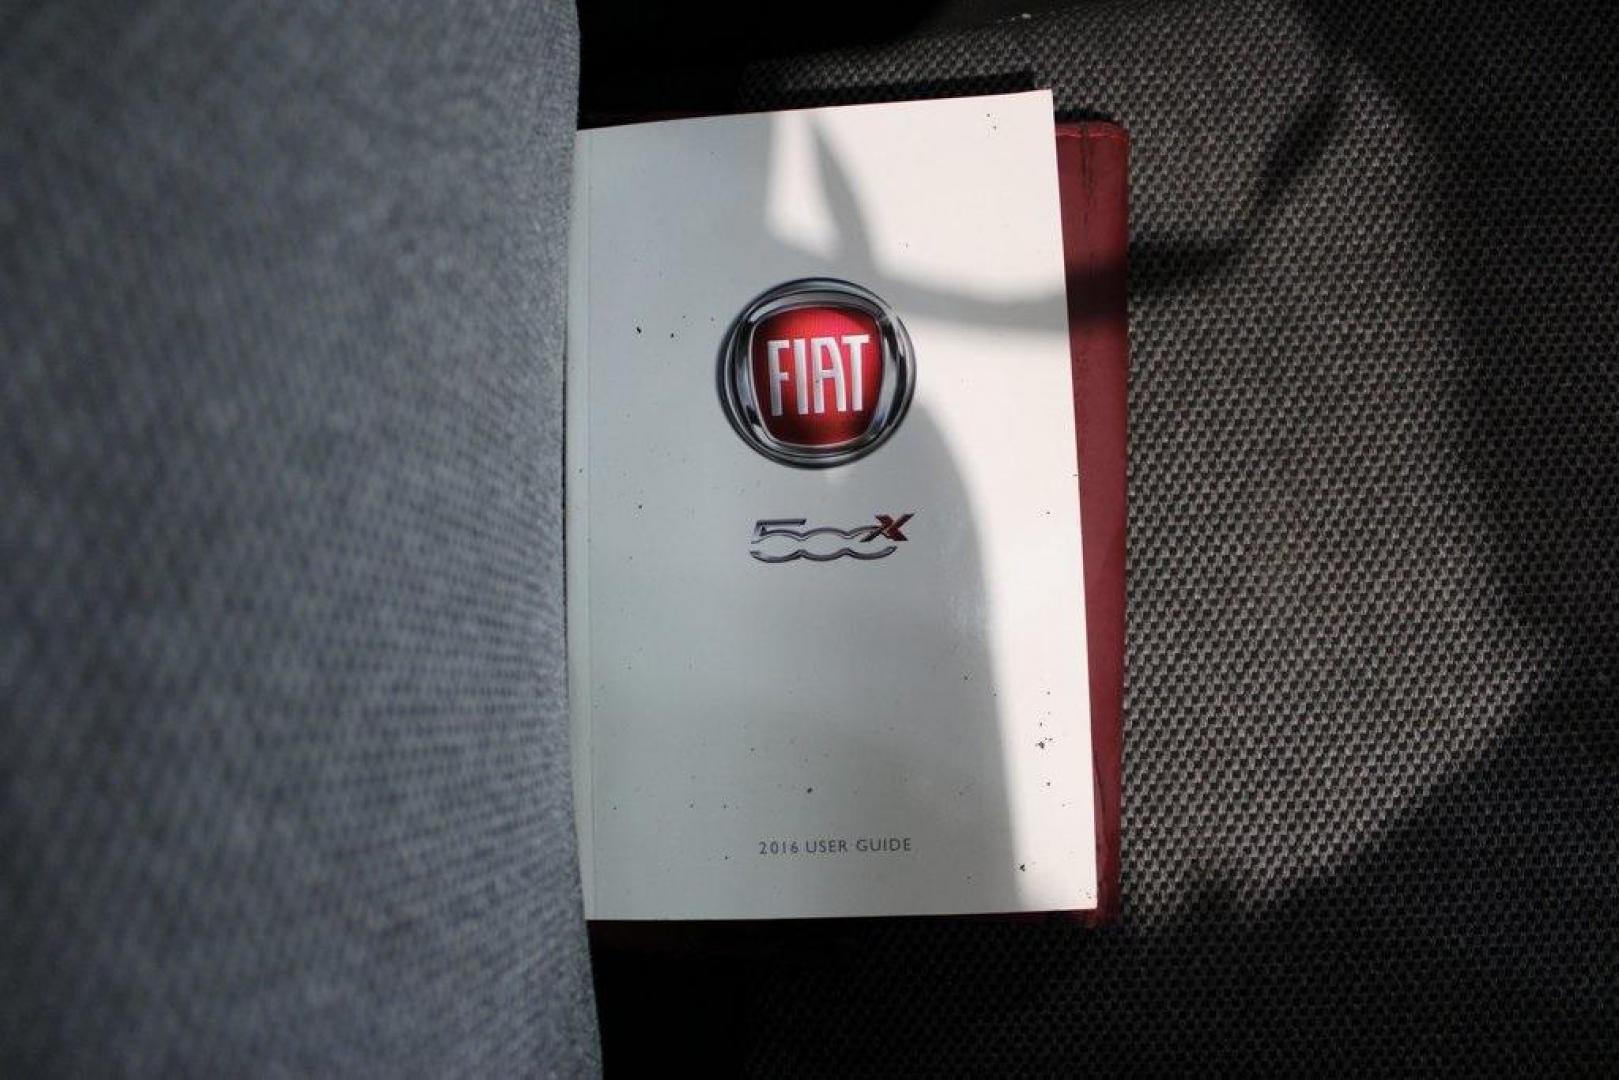 FIAT
500X
2016 USER GUIDE